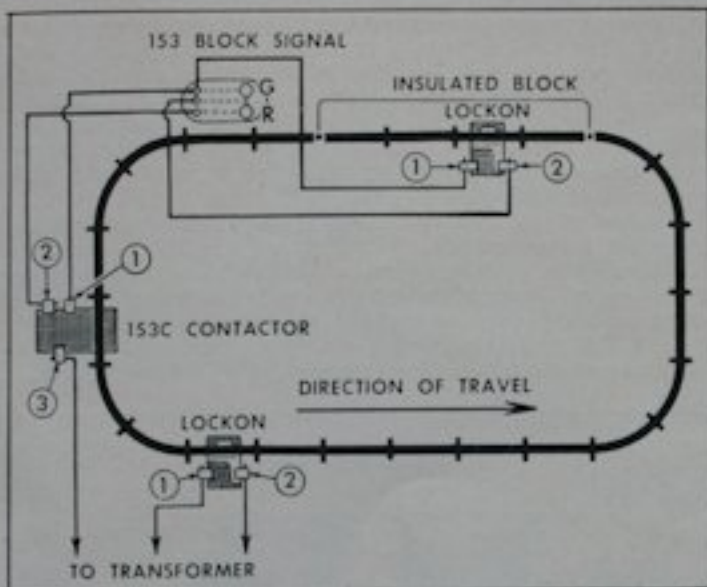 153 BLOCK SIGNAL
G
R
INSULATED BLOCK
LOCKON
1
2
2
1
153C CONTACTOR
3
DIRECTION OF TRAVEL
LOCKON
1
2
TO TRANSFORMER